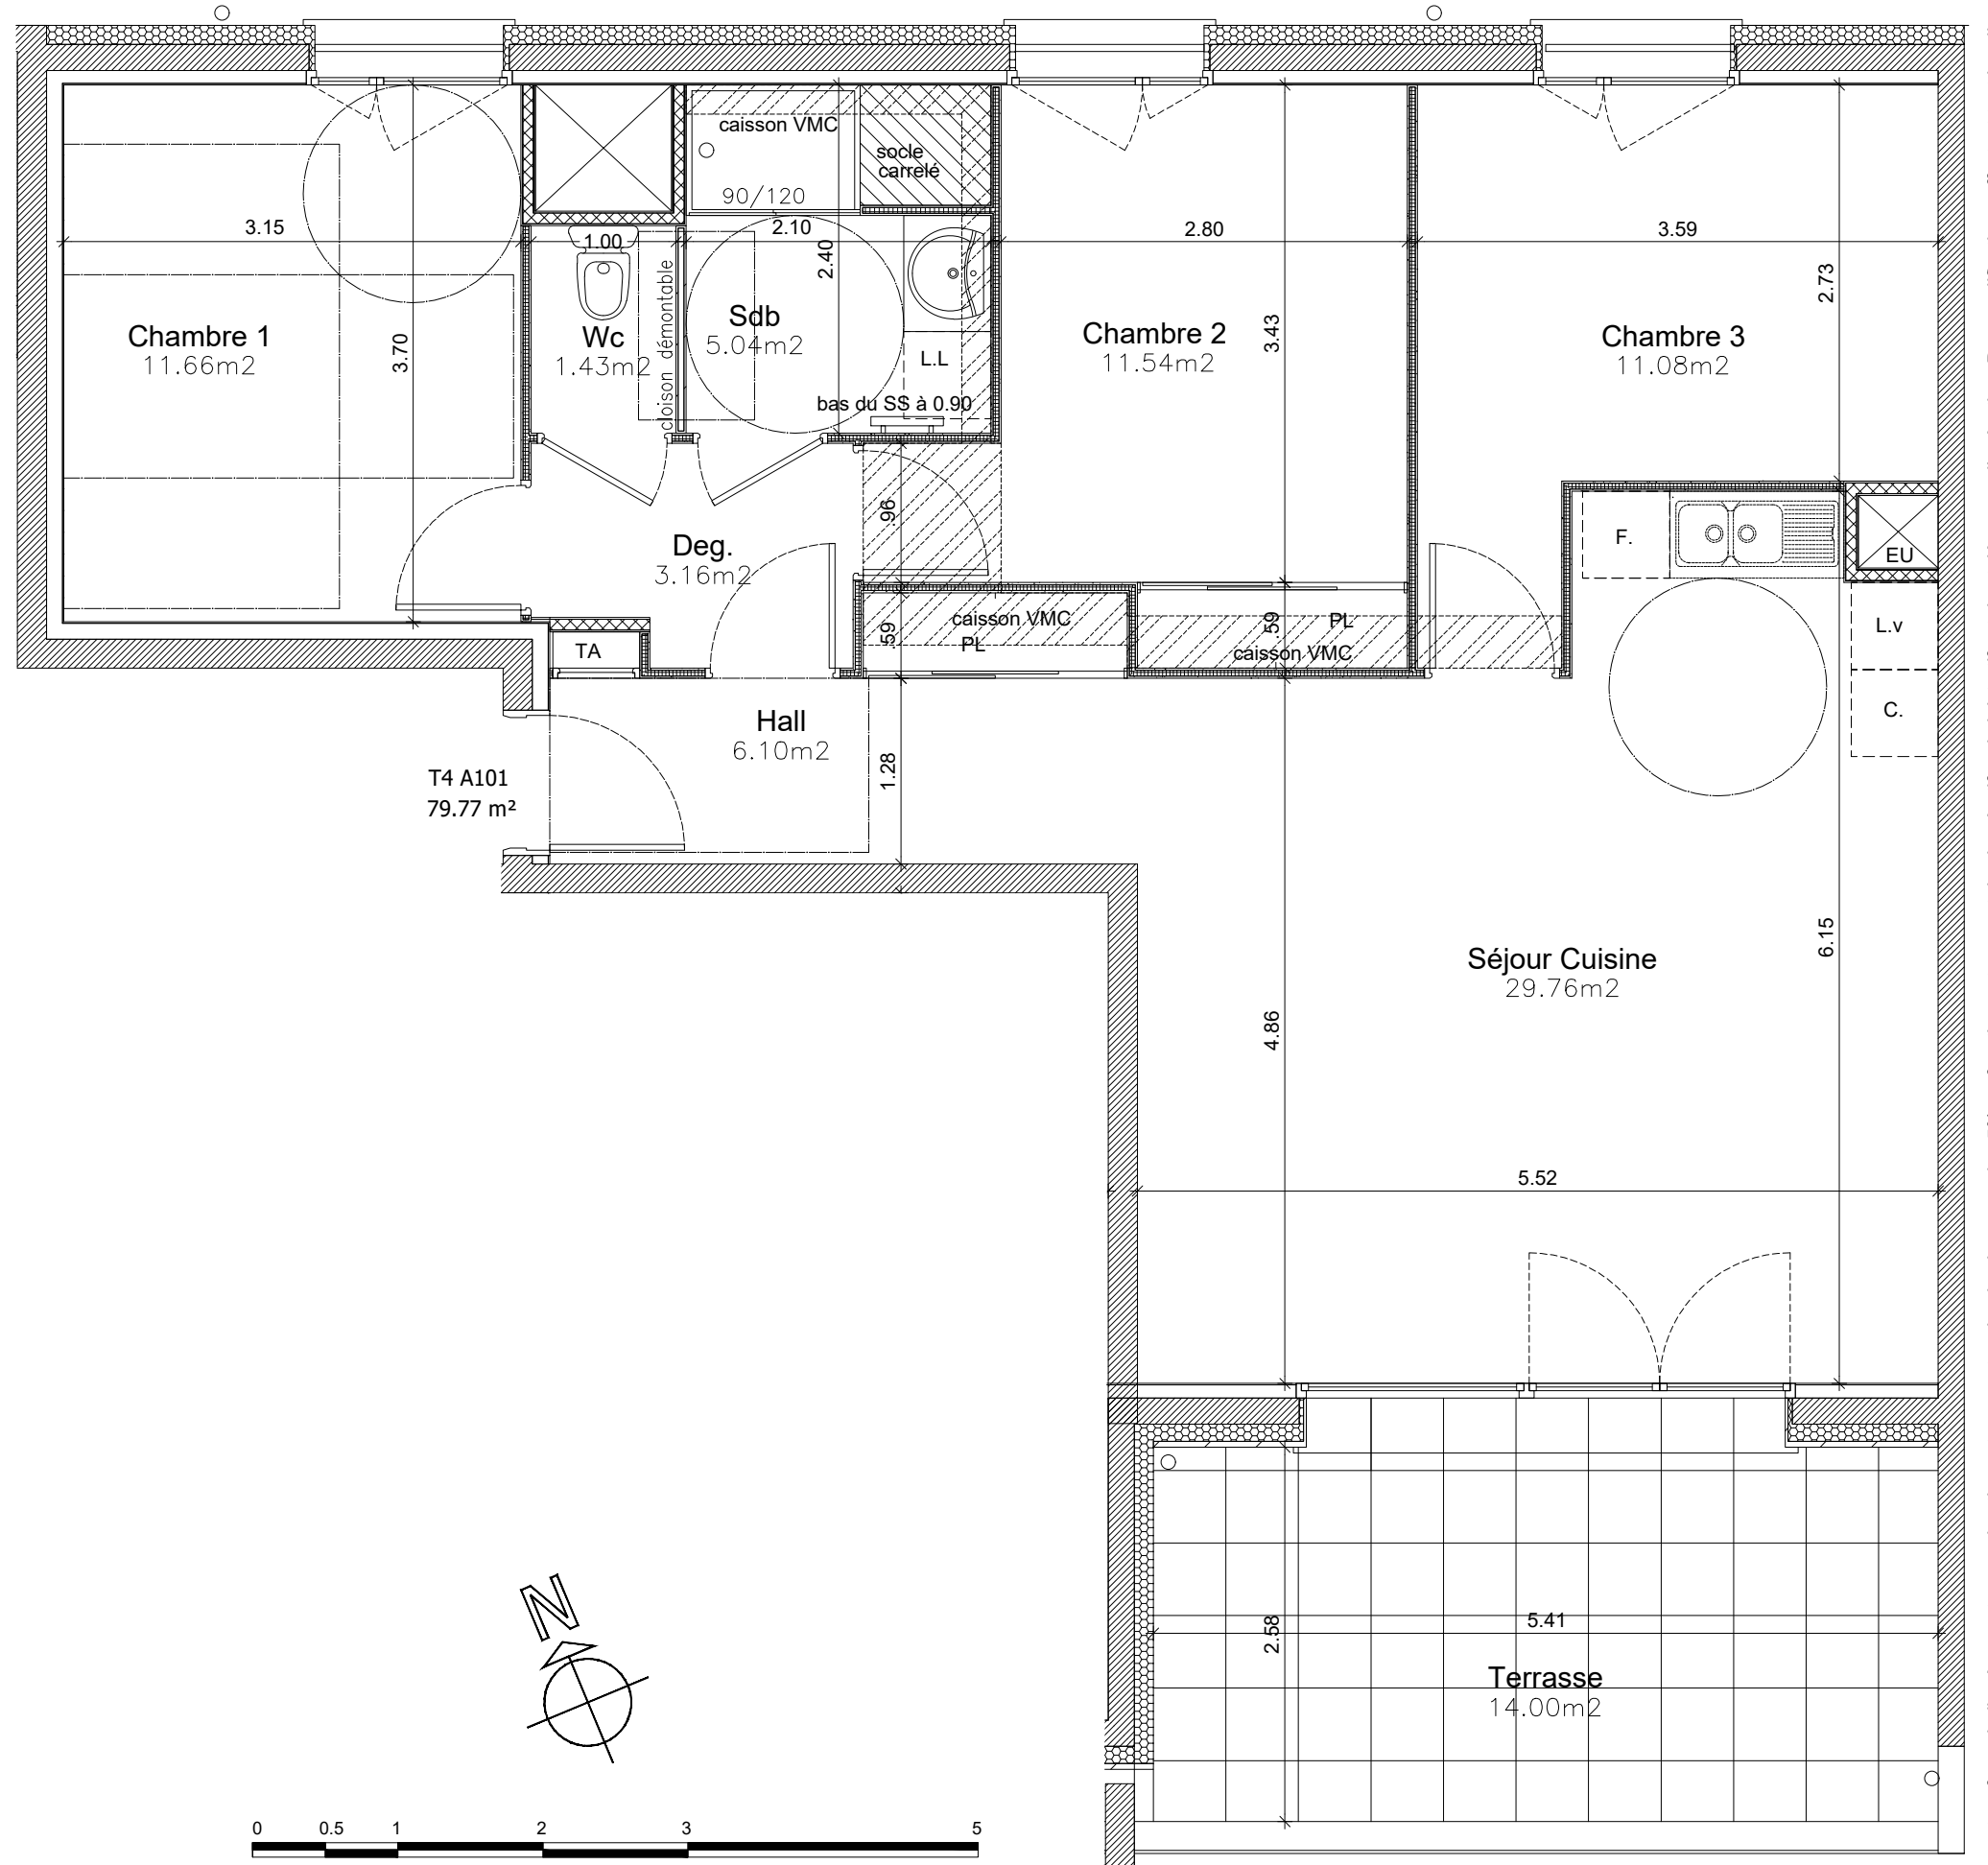 caisson VMC
socle
carrelé
90/120
3.15
1.00
2.10
2.80
3.59
2.40
2.73
cloison démontable
Chambre 1
11.66m2
3.70
Wc
1.43m2
Sdb
5.04m2
L.L
bas du SS à 0.90
Chambre 2
11.54m2
3.43
Chambre 3
11.08m2
.96
Deg.
3.16m2
F.
EU
caisson VMC
PL
.59
.59
PL
caisson VMC
L.v
TA
C.
Hall
6.10m2
1.28
T4 A101
79.77 m²
Séjour Cuisine
29.76m2
6.15
4.86
5.52
N
2.58
5.41
Terrasse
14.00m2
0 0.5 1 2 3 5